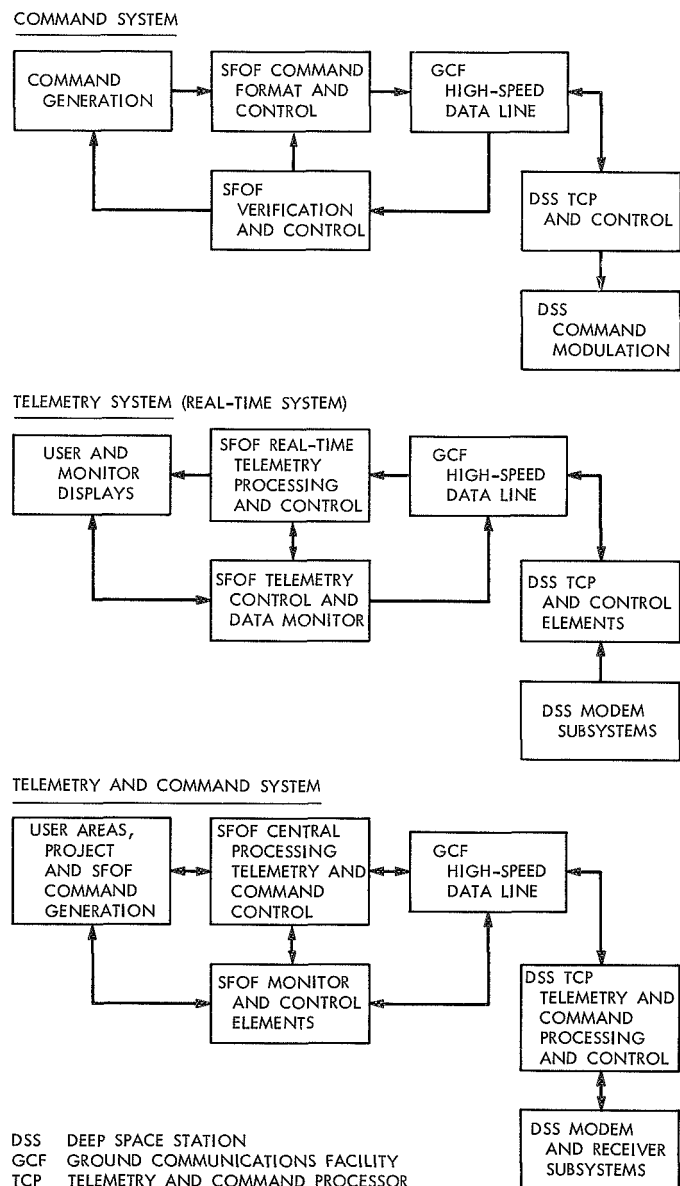 COMMAND SYSTEM
COMMAND
GENERATION
SFOF COMMAND
FORMAT AND
CONTROL
GCF
HIGH-SPEED
DATA LINE
SFOF
VERIFICATION
AND CONTROL
DSS TCP
AND CONTROL
DSS
COMMAND
MODULATION
TELEMETRY SYSTEM (REAL-TIME SYSTEM)
USER AND
MONITOR
DISPLAYS
SFOF REAL-TIME
TELEMETRY
PROCESSING
AND CONTROL
GCF
HIGH-SPEED
DATA LINE
SFOF TELEMETRY
CONTROL AND
DATA MONITOR
DSS TCP
AND CONTROL
ELEMENTS
DSS MODEM
SUBSYSTEMS
TELEMETRY AND COMMAND SYSTEM
USER AREAS,
PROJECT
AND SFOF
COMMAND
GENERATION
SFOF CENTRAL
PROCESSING
TELEMETRY AND
COMMAND
CONTROL
GCF
HIGH-SPEED
DATA LINE
SFOF MONITOR
AND CONTROL
ELEMENTS
DSS TCP
TELEMETRY AND
COMMAND
PROCESSING
AND CONTROL
DSS MODEM
AND RECEIVER
SUBSYSTEMS
DSS DEEP SPACE STATION
GCF GROUND COMMUNICATIONS FACILITY
TCP TELEMETRY AND COMMAND PROCESSOR